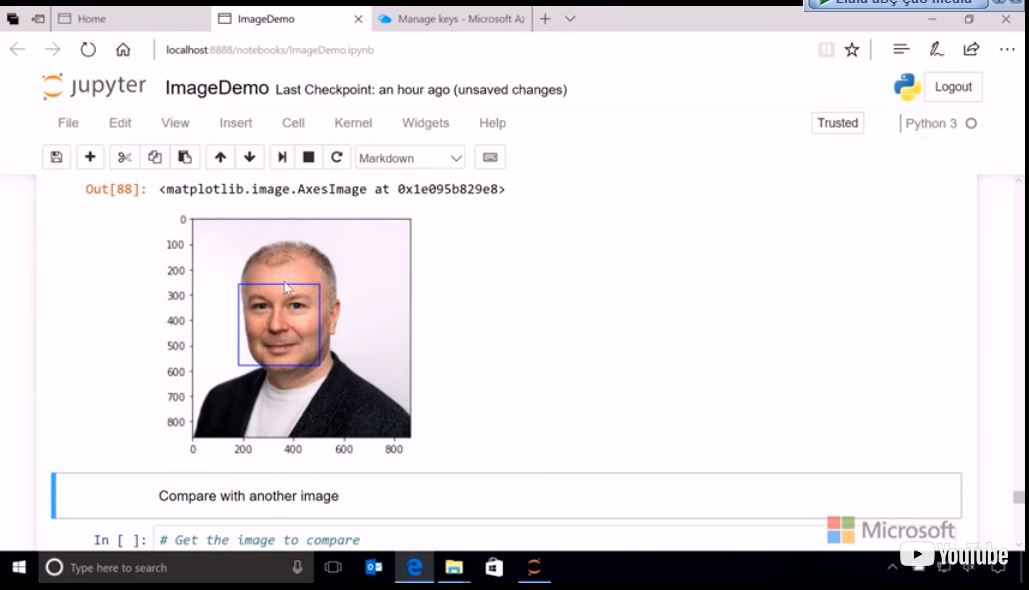 Home
ImageDemo
Manage keys - Microsoft Az
localhost:8888/notebooks/ImageDemo.ipynb
jupyter ImageDemo Last Checkpoint: an hour ago (unsaved changes)
Logout
File Edit View Insert Cell Kernel Widgets Help
Trusted
Python 3
Markdown
Out[88]: <matplotlib.image.AxesImage at 0x1e095b829e8>
0
100
200
300
400
500
600
700
800
0 200 400 600 800
Compare with another image
In [ ]: # Get the image to compare
Microsoft
YouTube
Type here to search